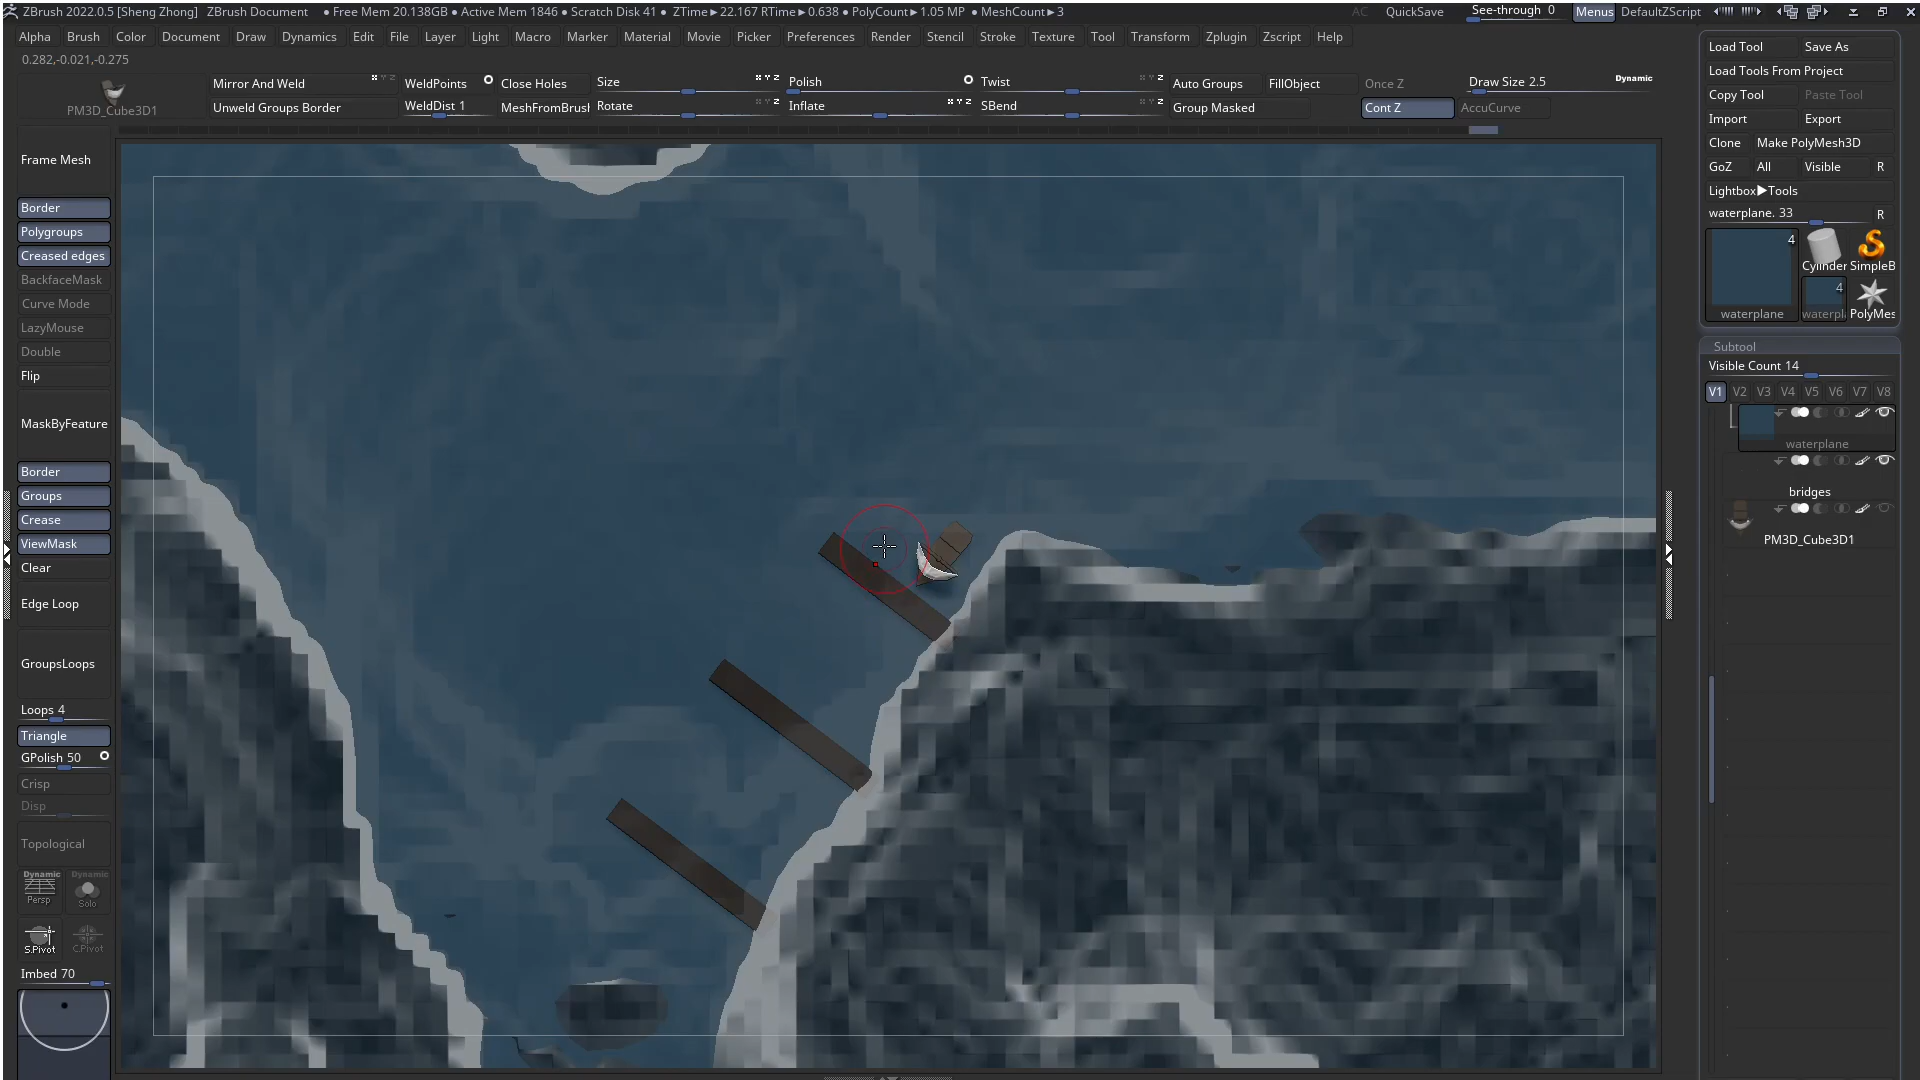 ZBrush 2022.0.5 [Sheng Zhong] ZBrush Document ● Free Mem 20.138GB ● Active Mem 1846 ● Scratch Disk 41 ● ZTime►22.167 RTime►0.638 ● PolyCount►1.05 MP ● MeshCount►3 AC QuickSave See-through 0 Menus DefaultZScript
Alpha Brush Color Document Draw Dynamics Edit File Layer Light Macro Marker Material Movie Picker Preferences Render Stencil Stroke Texture Tool Transform Zplugin Zscript Help
0.282,-0.021,-0.275
PM3D_Cube3D1
Mirror And Weld WeldPoints Close Holes Size Polish Twist Auto Groups FillObject Once Z Draw Size 2.5 Dynamic
Unweld Groups Border WeldDist 1 MeshFromBrush Rotate Inflate SBend Group Masked Cont Z AccuCurve
Frame Mesh
Border
Polygroups
Creased edges
BackfaceMask
Curve Mode
LazyMouse
Double
Flip
MaskByFeature
Border
Groups
Crease
ViewMask
Clear
Edge Loop
GroupsLoops
Loops 4
Triangle
GPolish 50
Crisp
Disp
Topological
Dynamic Dynamic
Persp Solo
S.Pivot C.Pivot
Imbed 70
Load Tool Save As
Load Tools From Project
Copy Tool Paste Tool
Import Export
Clone Make PolyMesh3D
GoZ All Visible R
Lightbox►Tools
waterplane. 33 R
4
Cylinder SimpleB
4
waterplane waterpl PolyMes
Subtool
Visible Count 14
V1 V2 V3 V4 V5 V6 V7 V8
waterplane
bridges
PM3D_Cube3D1